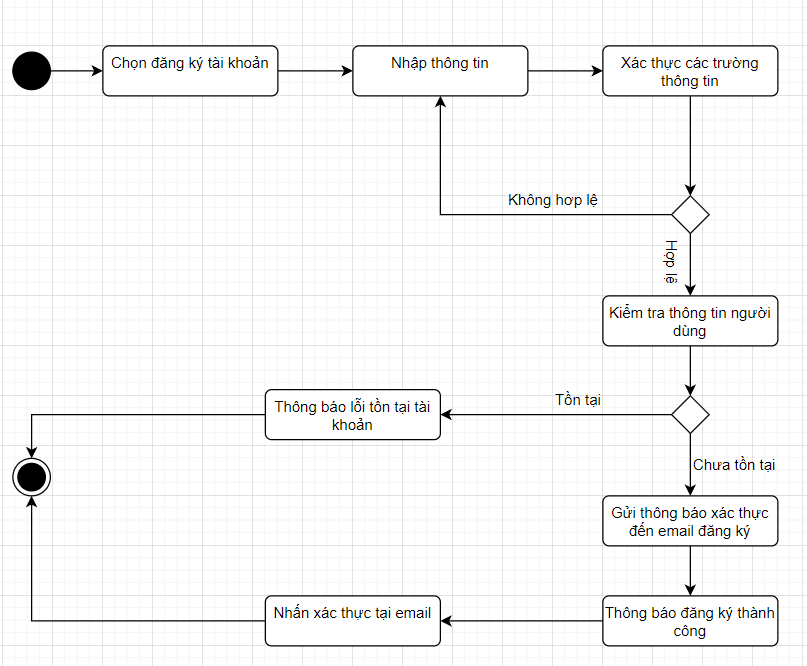 Chọn đăng ký tài khoản
Nhập thông tin
Xác thực các trường
thông tin
Không hơp lệ
Hợp lệ
Kiểm tra thông tin người
dùng
Tồn tại
Thông báo lỗi tồn tại tài
khoản
Chưa tồn tại
Gửi thông báo xác thực
đến email đăng ký
Thông báo đăng ký thành
công
Nhấn xác thực tại email